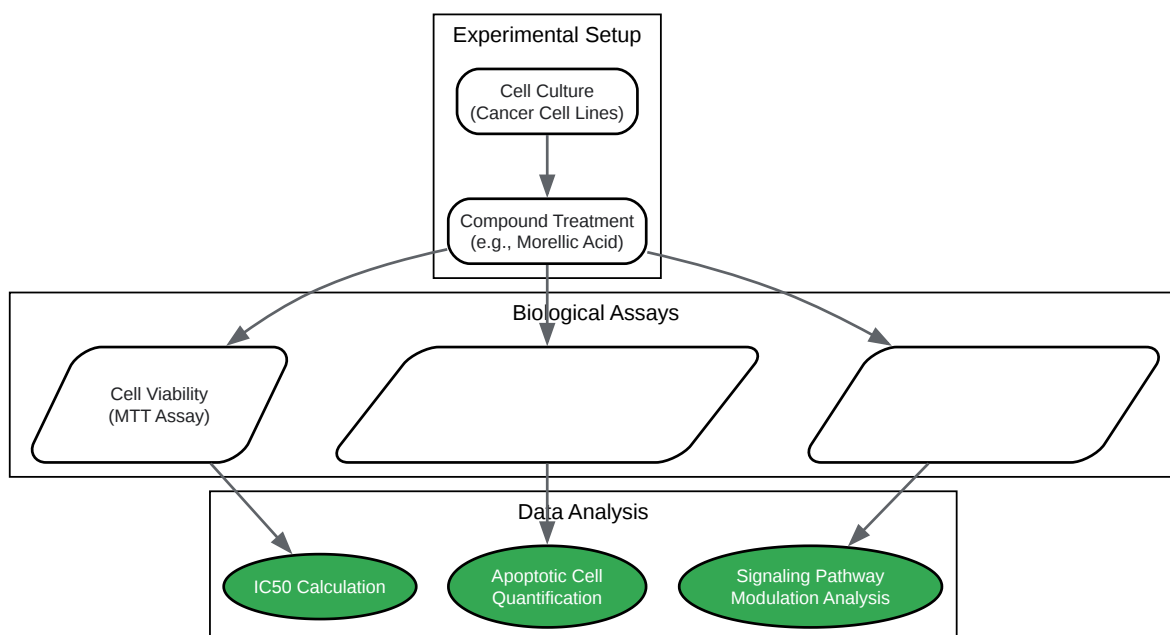 Experimental Setup
Cell Culture
(Cancer Cell Lines)
Compound Treatment
(e.g., Morellic Acid)
Biological Assays
Cell Viability
(MTT Assay)
Data Analysis
IC50 Calculation
Apoptotic Cell
Quantification
Signaling Pathway
Modulation Analysis